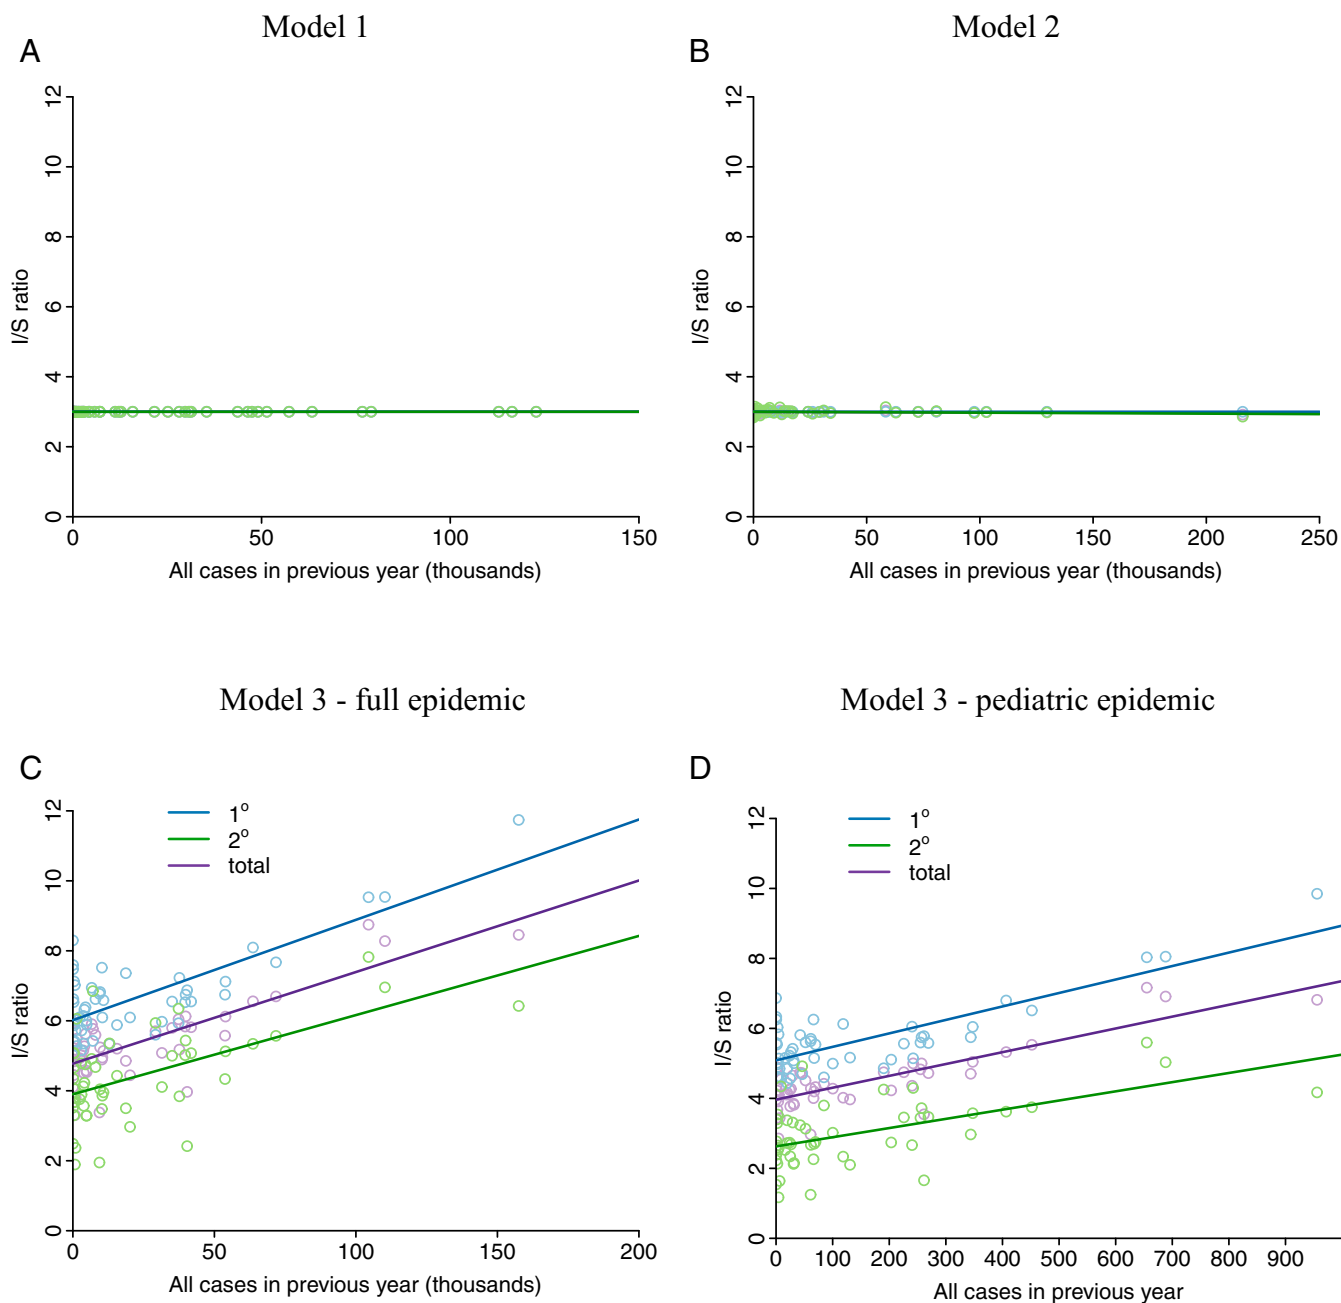 Model 1
Model 2
A
B
12
10
8
6
4
2
0
I/S ratio
0 50 100 150
All cases in previous year (thousands)
12
10
8
6
4
2
0
I/S ratio
0 50 100 150 200 250
All cases in previous year (thousands)
Model 3 - full epidemic
Model 3 - pediatric epidemic
C
D
12
10
8
6
4
2
0
I/S ratio
1º
2º
total
0 50 100 150 200
All cases in previous year (thousands)
12
10
8
6
4
2
0
I/S ratio
1º
2º
total
0 100 200 300 400 500 600 700 800 900
All cases in previous year